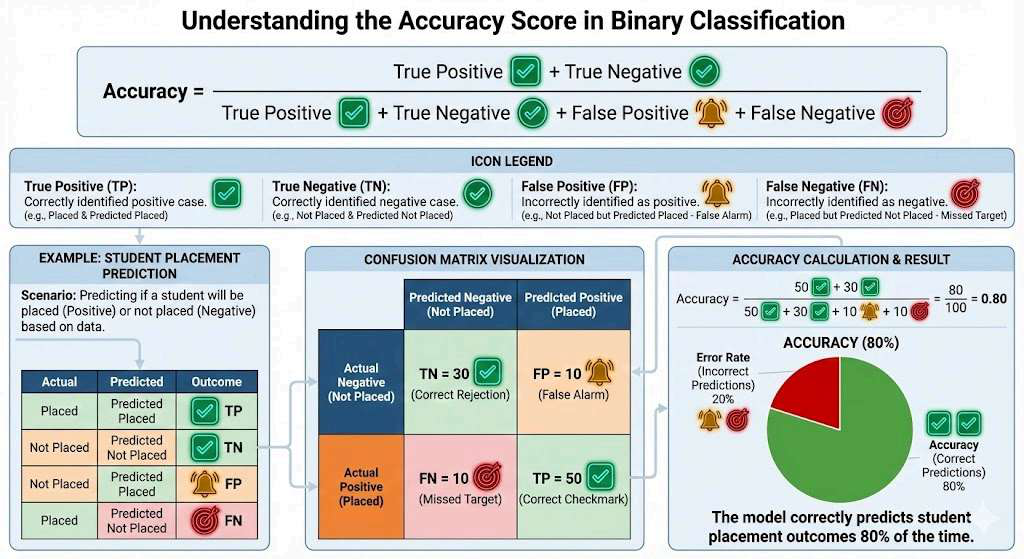 Understanding the Accuracy Score in Binary Classification
Accuracy =
True Positive + True Negative
True Positive + True Negative + False Positive + False Negative
ICON LEGEND
True Positive (TP):
Correctly identified positive case.
(e.g., Placed & Predicted Placed)
True Negative (TN):
Correctly identified negative case.
(e.g., Not Placed & Predicted Not Placed)
False Positive (FP):
Incorrectly identified as positive.
(e.g., Not Placed but Predicted Placed - False Alarm)
False Negative (FN):
Incorrectly identified as negative.
(e.g., Placed but Predicted Not Placed - Missed Target)
EXAMPLE: STUDENT PLACEMENT
PREDICTION
Scenario: Predicting if a student will be
placed (Positive) or not placed (Negative)
based on data.
Actual Predicted Outcome
Placed Predicted Placed TP
Not Placed Predicted Not Placed TN
Not Placed Predicted Placed FP
Placed Predicted Not Placed FN
CONFUSION MATRIX VISUALIZATION
Predicted Negative
(Not Placed)
Predicted Positive
(Placed)
Actual
Negative
(Not Placed)
TN = 30
(Correct Rejection)
FP = 10
(False Alarm)
Actual
Positive
(Placed)
FN = 10
(Missed Target)
TP = 50
(Correct Checkmark)
ACCURACY CALCULATION & RESULT
50 + 30
Accuracy = 
50 + 30 + 10 + 10
= 80
100
= 0.80
ACCURACY (80%)
Error Rate
(Incorrect
Predictions)
20%
Accuracy
(Correct
Predictions)
80%
The model correctly predicts student
placement outcomes 80% of the time.